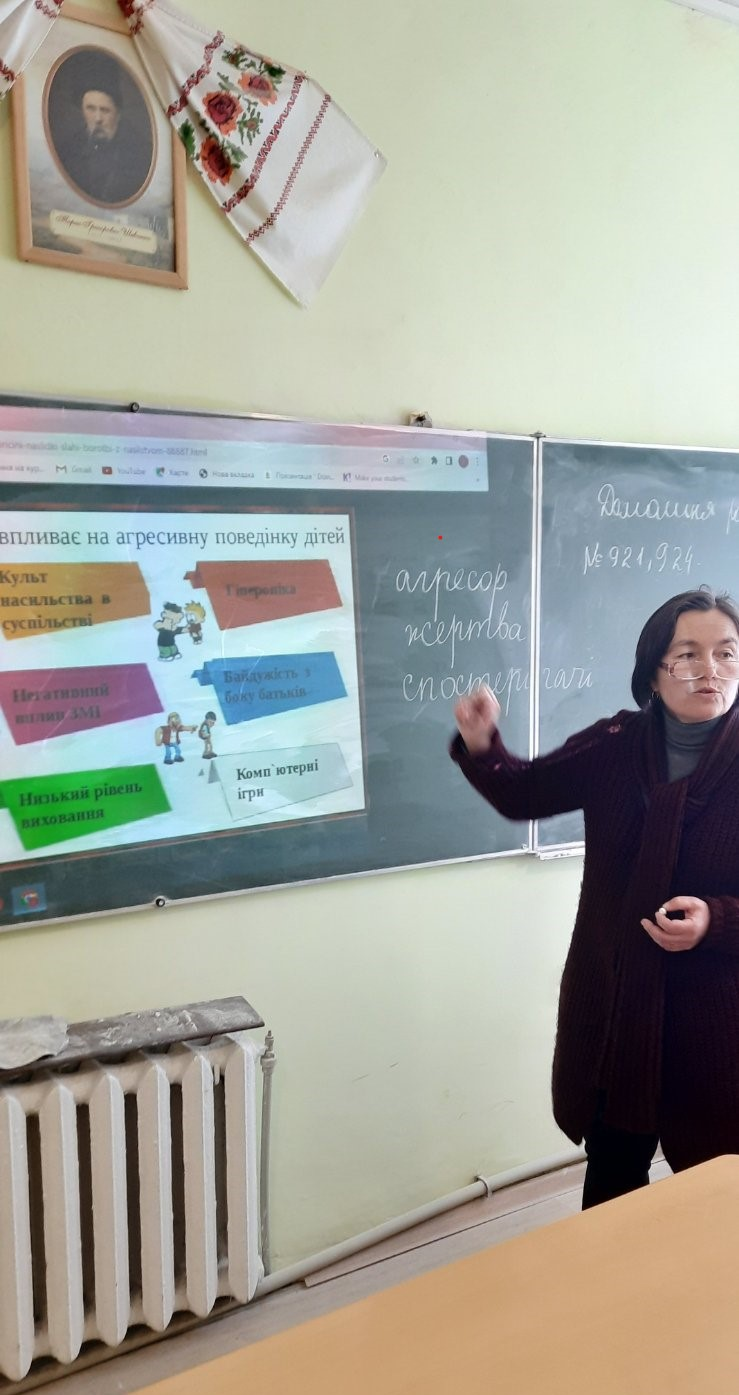 впливає на агресивну поведінку дітей
Культ
насильства в
суспільстві
Гіперопіка
Негативний
вплив ЗМІ
Байдужість з
боку батьків
Низький рівень
виховання
Комп`ютерні
ігри
Gmail
YouTube
Карти
Нова вкладка
агресор
жертва
спостерігачі
Домашня
№ 921, 924.